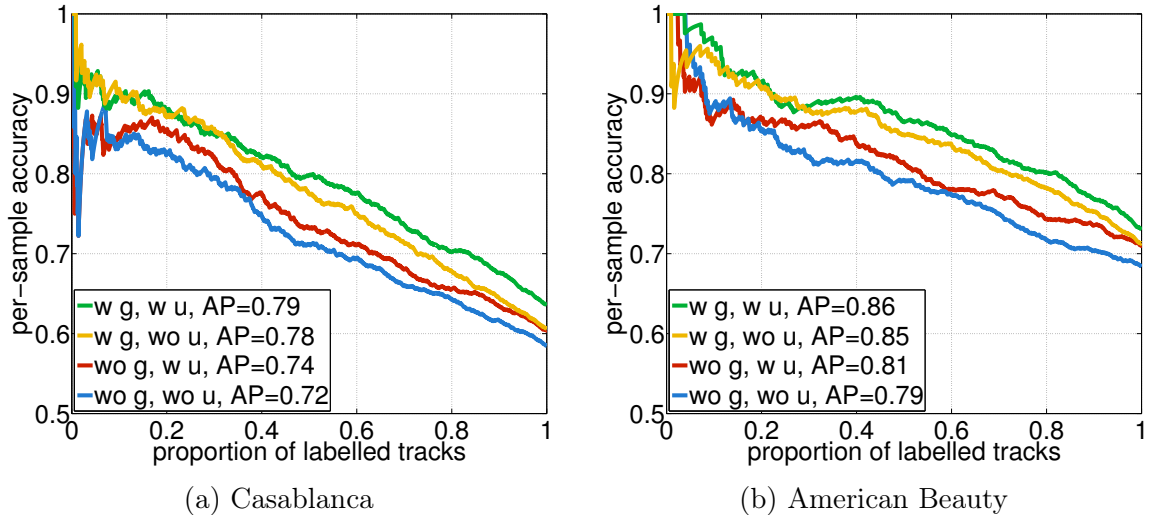 1
0.9
0.8
0.7
0.6
0.5
per-sample accuracy
w g, w u, AP=0.79
w g, wo u, AP=0.78
wo g, w u, AP=0.74
wo g, wo u, AP=0.72
0 0.2 0.4 0.6 0.8 1
proportion of labelled tracks
(a) Casablanca
1
0.9
0.8
0.7
0.6
0.5
per-sample accuracy
w g, w u, AP=0.86
w g, wo u, AP=0.85
wo g, w u, AP=0.81
wo g, wo u, AP=0.79
0 0.2 0.4 0.6 0.8 1
proportion of labelled tracks
(b) American Beauty